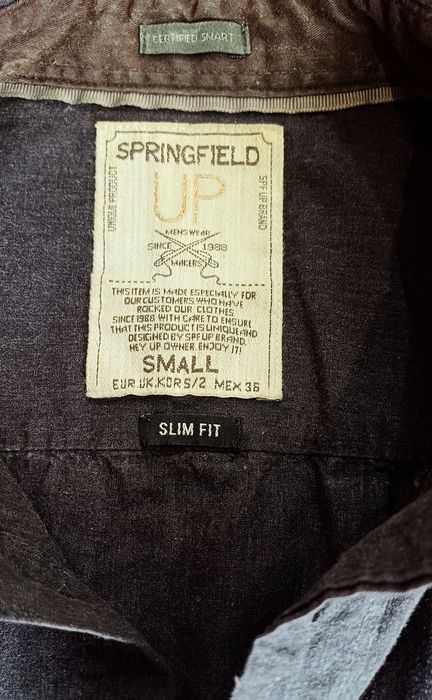 CERTIFIED SMART
SPRINGFIELD
UNIQUE PRODUCT
UP
SPF UP BRAND
MENSWEAR
SINCE 1988
MAKERS
THIS ITEM IS MADE ESPECIALLY FOR
OUR CUSTOMERS WHO HAVE
ROCKED OUR CLOTHES
SINCE 1988 WITH CARE TO ENSURE
THAT THIS PRODUCT IS UNIQUE AND
DESIGINED BY SPF UP BRAND.
HEY UP OWNER, ENJOY IT!
SMALL
EUR.UK.KOR S/2 MEX 36
SLIM FIT